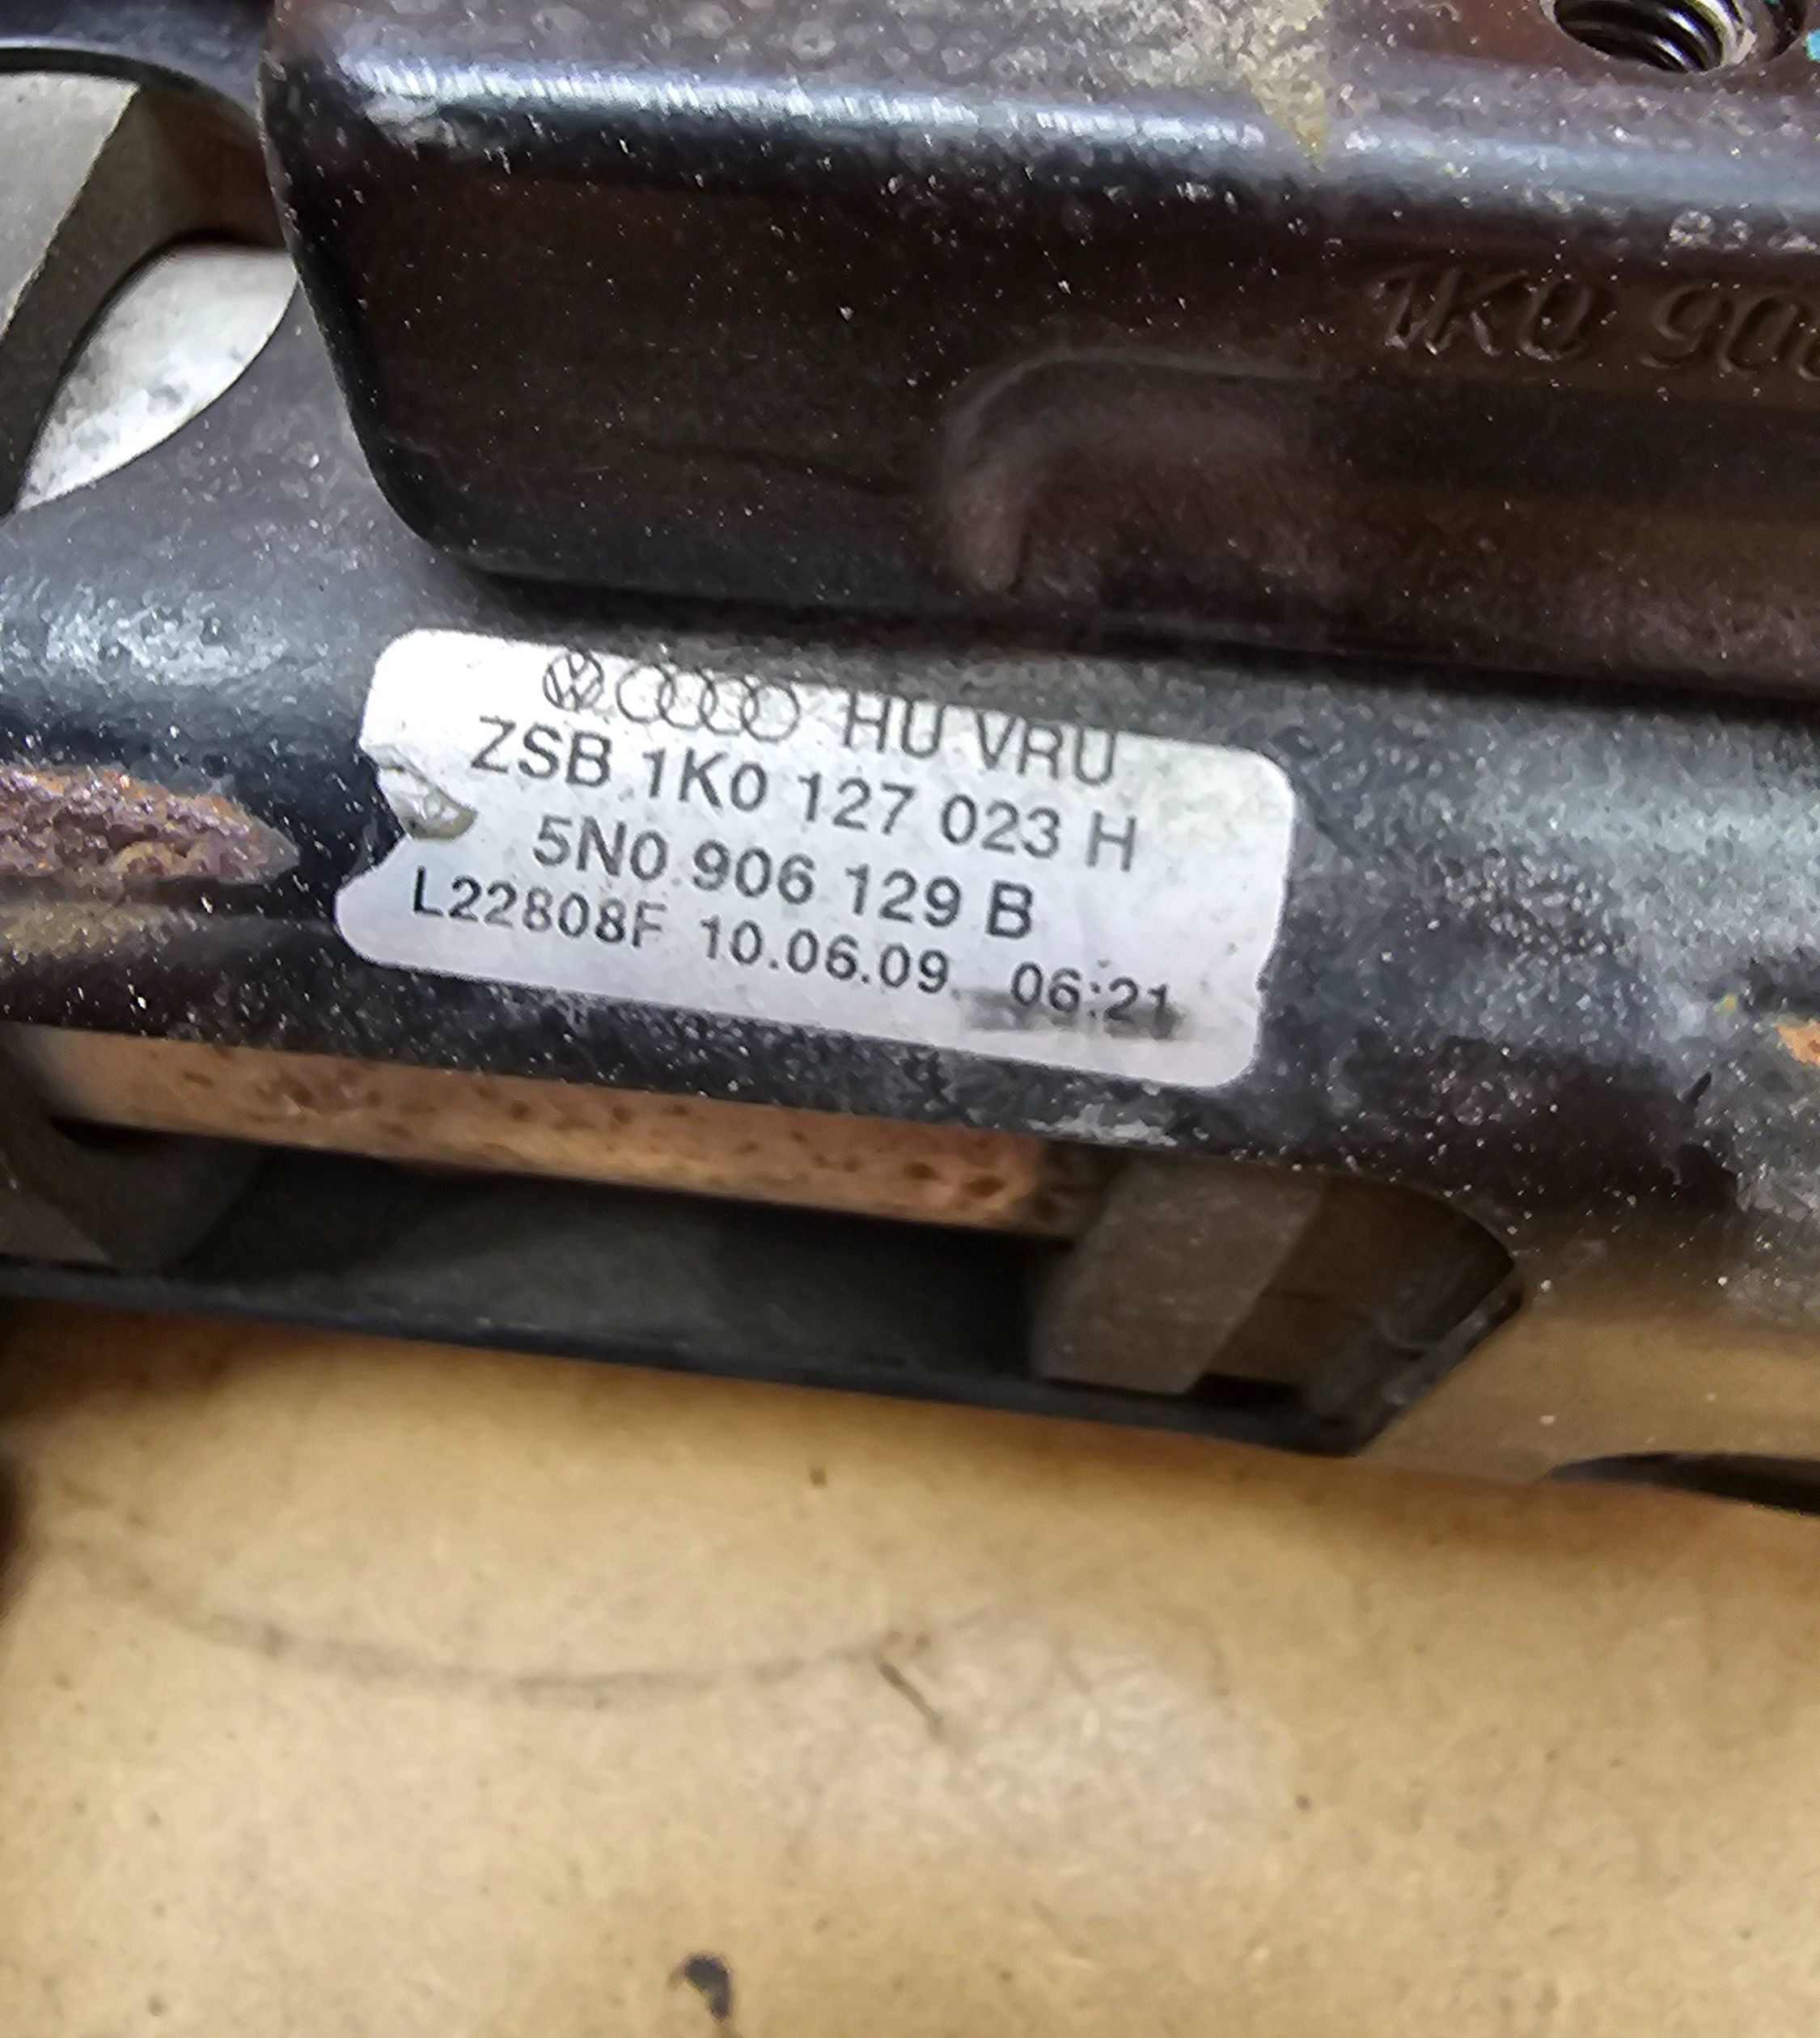 1K0 90
HU VRU
ZSB 1K0 127 023 H
5N0 906 129 B
L22808F 10.06.09 06:21